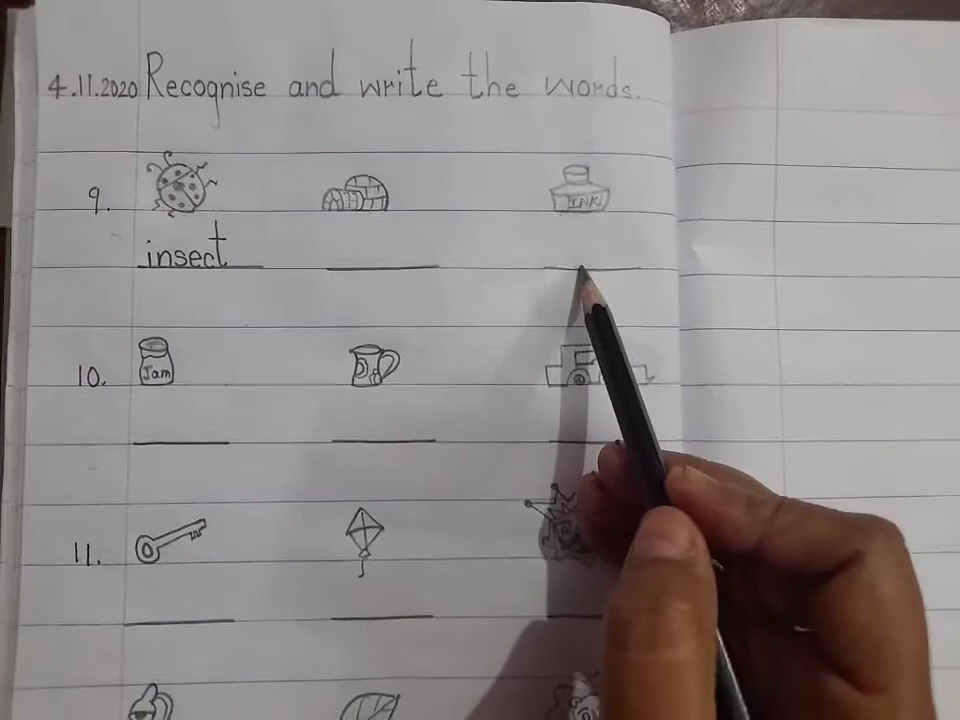 4.11.2020 Recognise and write the words.
9.
INK
insect
10.
Jam
11.